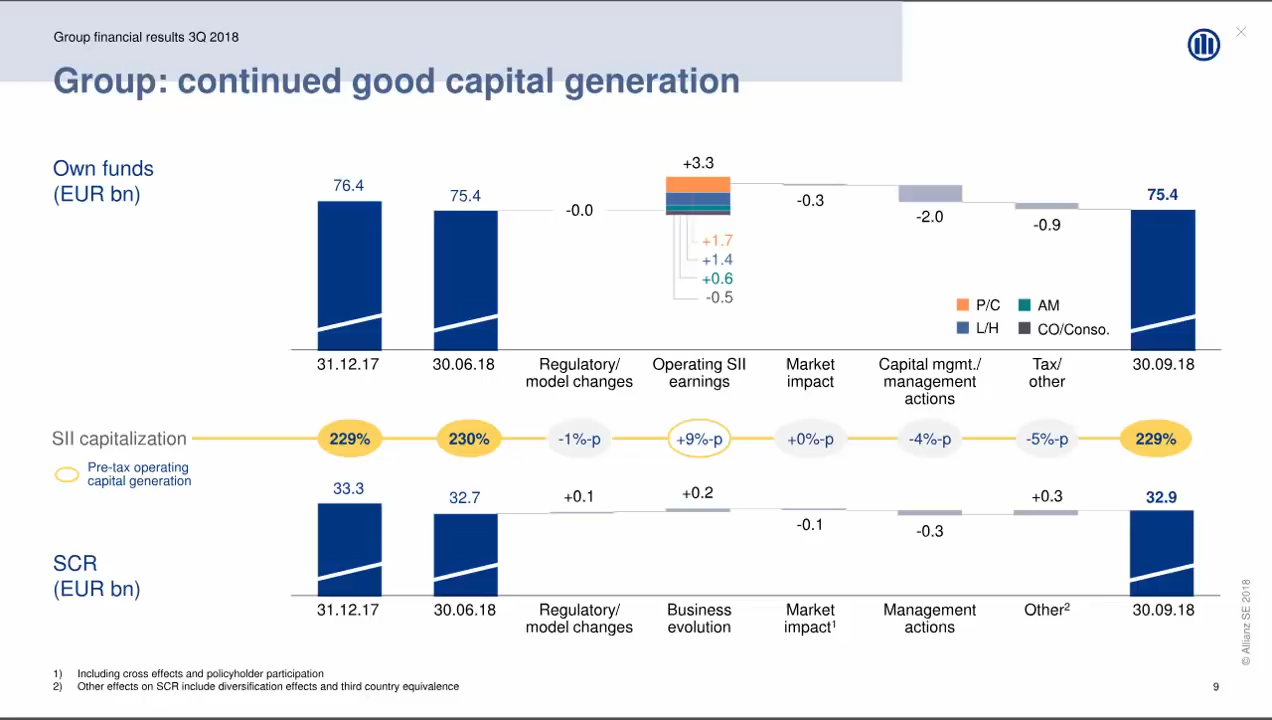 Group financial results 3Q 2018
Group: continued good capital generation
Own funds
(EUR bn)
76.4
75.4
-0.0
+3.3
-0.3
-2.0
-0.9
75.4
+1.7
+1.4
+0.6
-0.5
P/C
AM
L/H
CO/Conso.
31.12.17
30.06.18
Regulatory/
model changes
Operating SII
earnings
Market
impact
Capital mgmt./
management
actions
Tax/
other
30.09.18
SII capitalization
229%
230%
-1%-p
+9%-p
+0%-p
-4%-p
-5%-p
229%
Pre-tax operating
capital generation
SCR
(EUR bn)
33.3
32.7
+0.1
+0.2
-0.1
-0.3
+0.3
32.9
31.12.17
30.06.18
Regulatory/
model changes
Business
evolution
Market
impact¹
Management
actions
Other²
30.09.18
© Allianz SE 2018
1) Including cross effects and policyholder participation
2) Other effects on SCR include diversification effects and third country equivalence
9